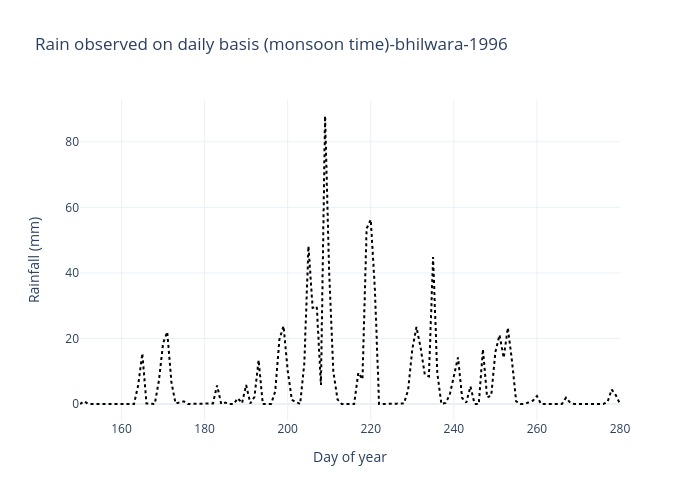 Rain observed on daily basis (monsoon time)-bhilwara-1996
80
60
40
20
0
Rainfall (mm)
160 180 200 220 240 260 280
Day of year